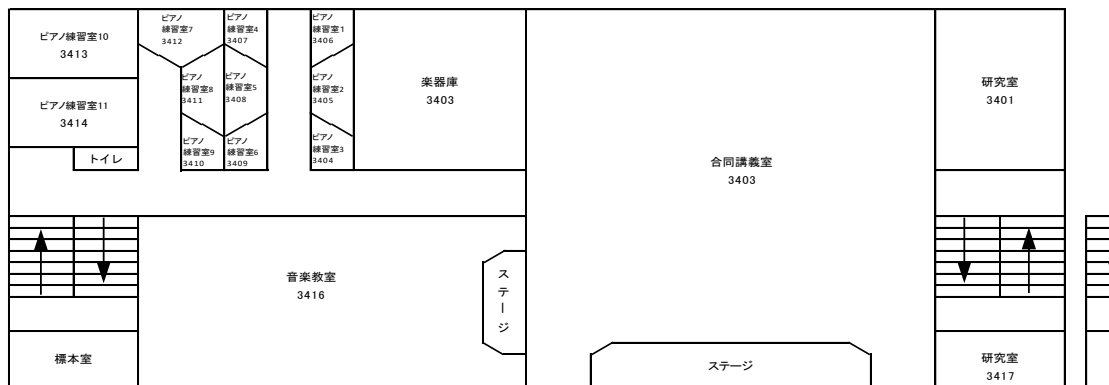 ピアノ練習室10
3413
ピアノ
練習室7
3412
ピアノ
練習室4
3407
ピアノ
練習室1
3406
楽器庫
3403
合同講義室
3403
研究室
3401
ピアノ練習室11
3414
ピアノ
練習室8
3411
ピアノ
練習室5
3408
ピアノ
練習室2
3405
トイレ
ピアノ
練習室9
3410
ピアノ
練習室6
3409
ピアノ
練習室3
3404
音楽教室
3416
ステージ
標本室
ステージ
研究室
3417